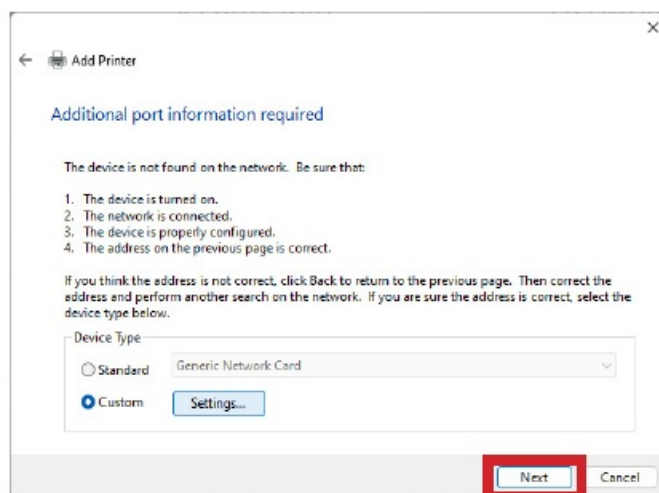 Add Printer
Additional port information required
The device is not found on the network. Be sure that:
1. The device is turned on.
2. The network is connected.
3. The device is properly configured.
4. The address on the previous page is correct.
If you think the address is not correct, click Back to return to the previous page. Then correct the
address and perform another search on the network. If you are sure the address is correct, select the
device type below.
Device Type
Standard
Generic Network Card
Custom
Settings...
Next
Cancel